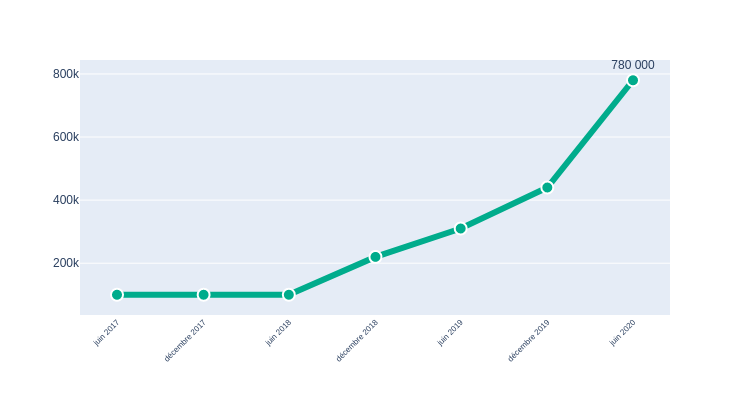 780 000
800k
600k
400k
200k
juin 2017
décembre 2017
juin 2018
décembre 2018
juin 2019
décembre 2019
juin 2020